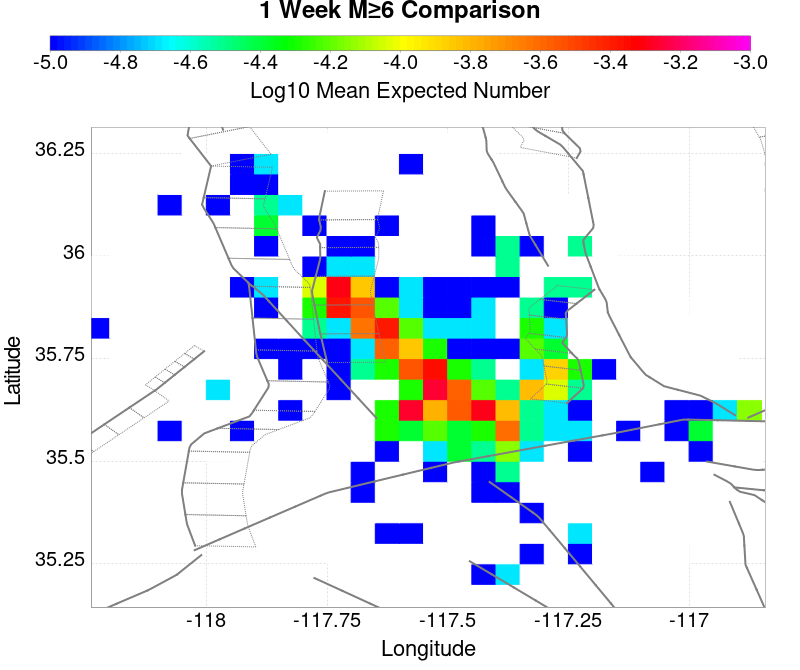 1 Week M≥6 Comparison
-5.0 -4.8 -4.6 -4.4 -4.2 -4.0 -3.8 -3.6 -3.4 -3.2 -3.0
Log10 Mean Expected Number
36.25
36
35.75
35.5
35.25
Latitude
-118 -117.75 -117.5 -117.25 -117
Longitude